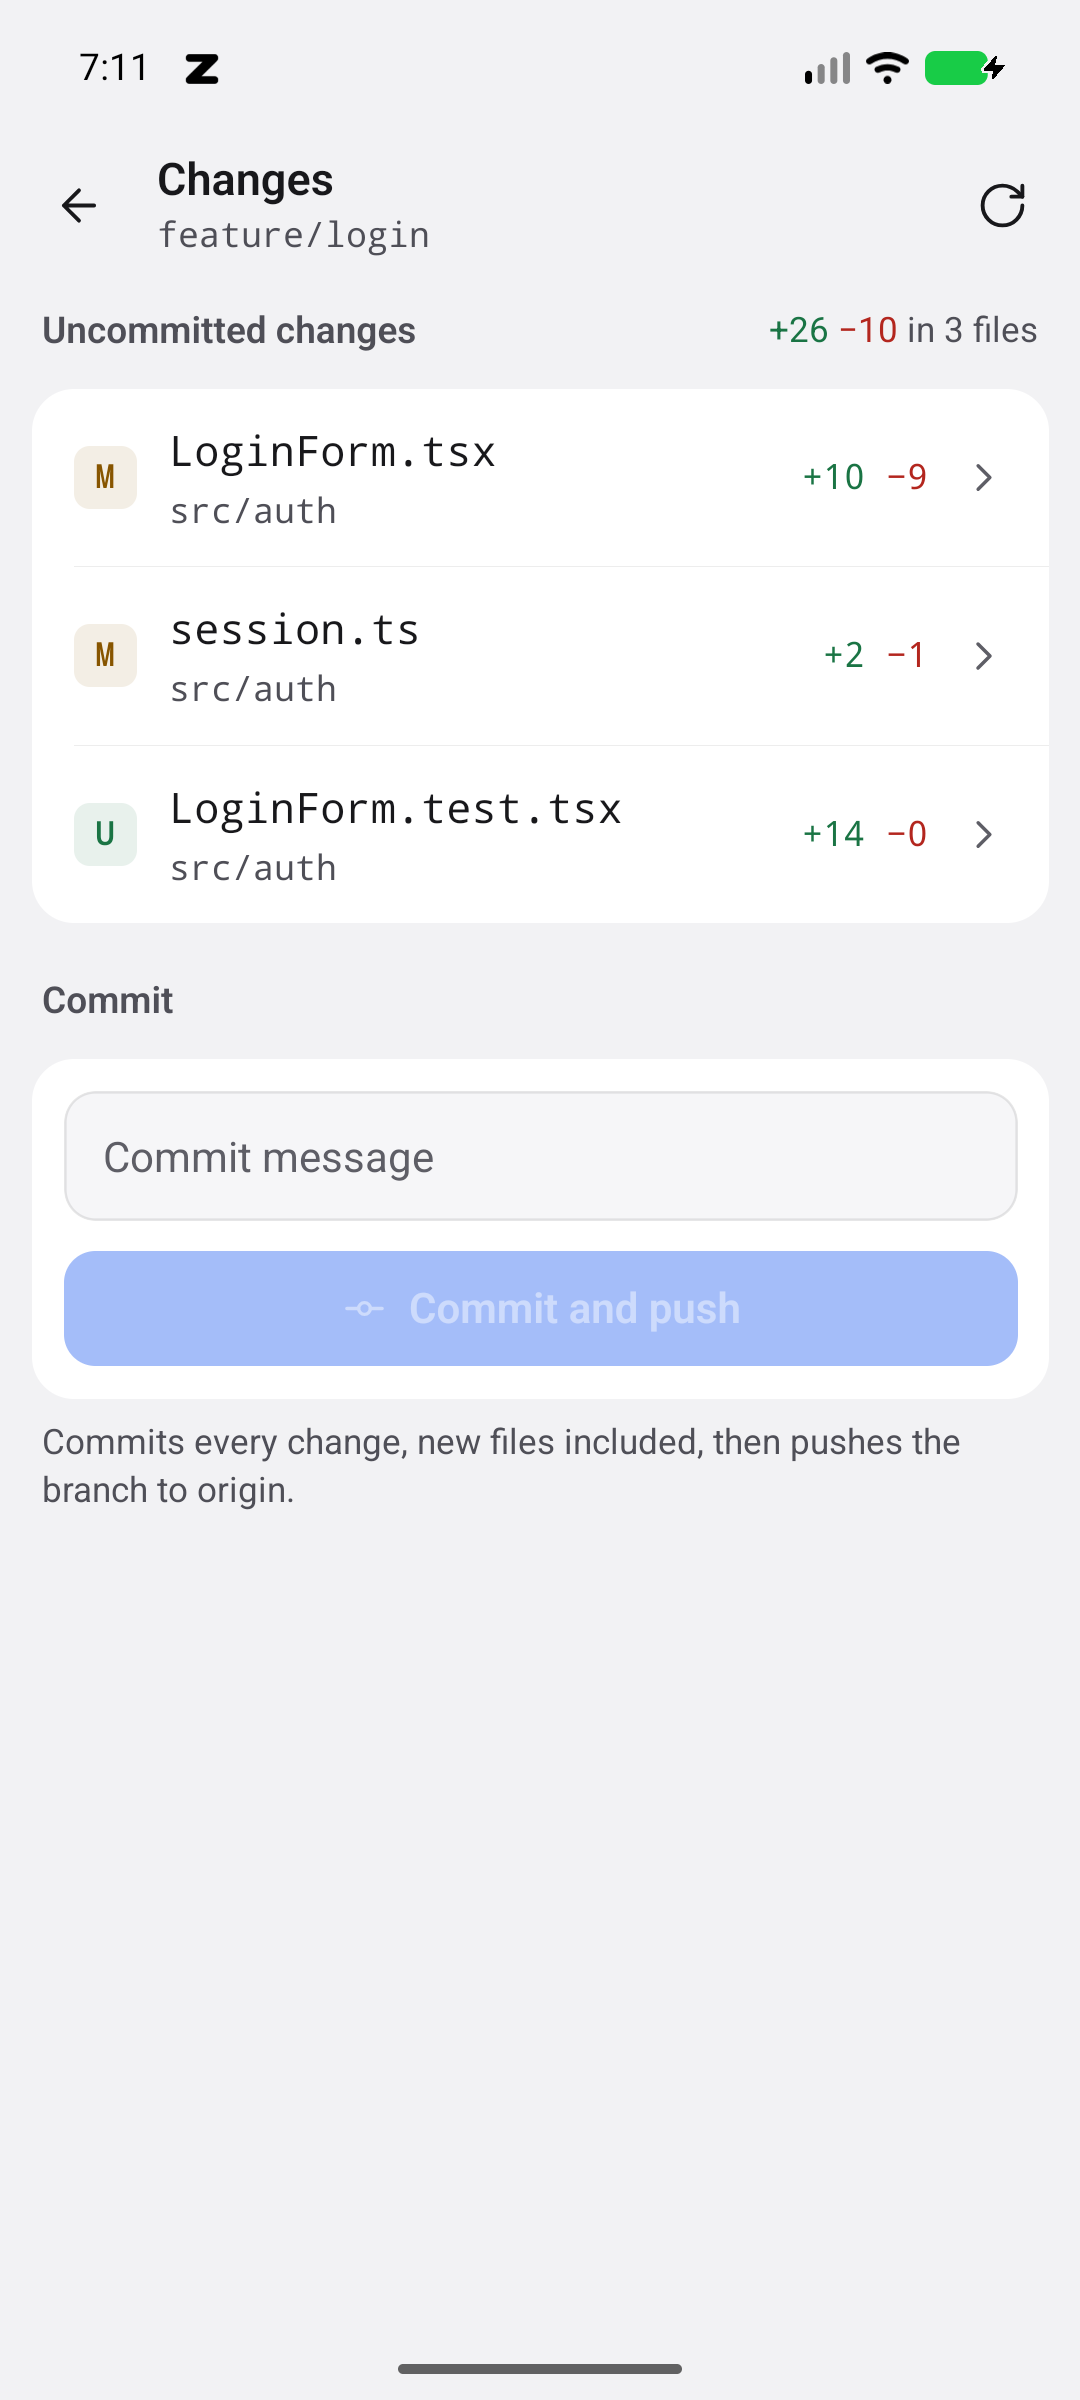 7:11
Changes
feature/login
Uncommitted changes +26 −10 in 3 files
M LoginForm.tsx +10 −9
src/auth
M session.ts +2 −1
src/auth
U LoginForm.test.tsx +14 −0
src/auth
Commit
Commit message
Commit and push
Commits every change, new files included, then pushes the
branch to origin.